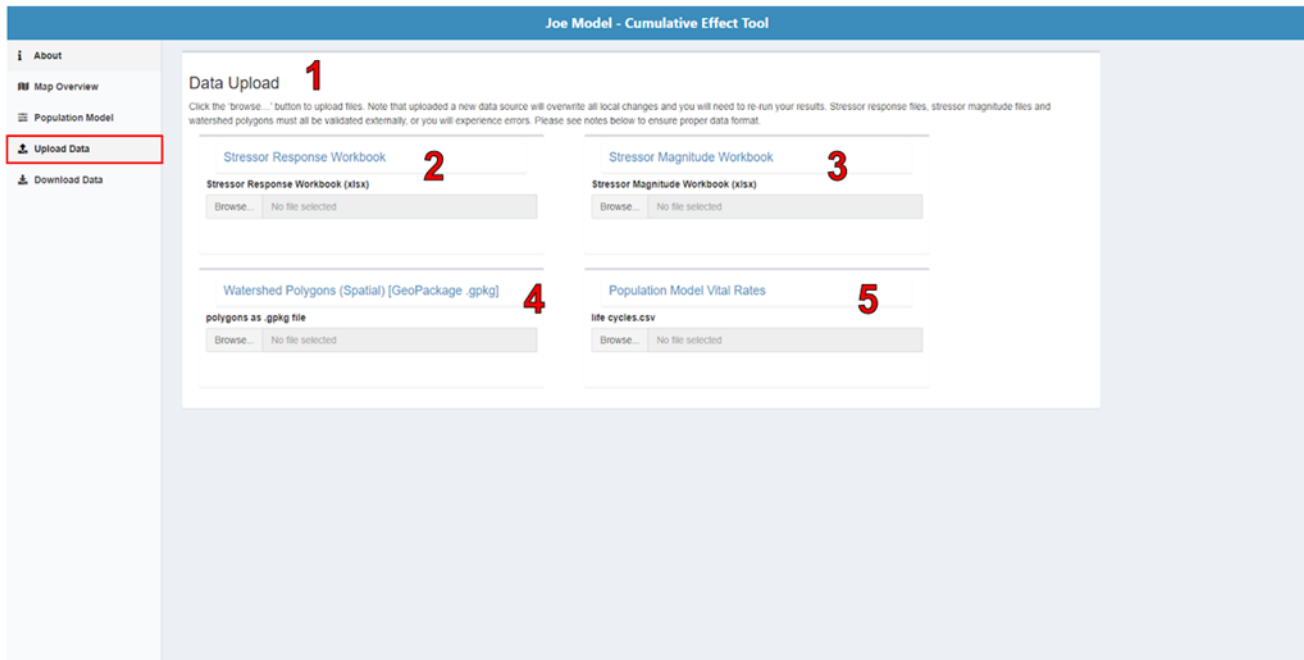 Joe Model - Cumulative Effect Tool
About
Map Overview
Population Model
Upload Data
Download Data
Data Upload
1
Click the 'browse...' button to upload files. Note that uploaded a new data source will overwrite all local changes and you will need to re-run your results. Stressor response files, stressor magnitude files and
watershed polygons must all be validated externally, or you will experience errors. Please see notes below to ensure proper data format.
Stressor Response Workbook
2
Stressor Response Workbook (xlsx)
Browse... No file selected
Stressor Magnitude Workbook
3
Stressor Magnitude Workbook (xlsx)
Browse... No file selected
Watershed Polygons (Spatial) [GeoPackage .gpkg]
4
polygons as .gpkg file
Browse... No file selected
Population Model Vital Rates
5
life cycles.csv
Browse... No file selected